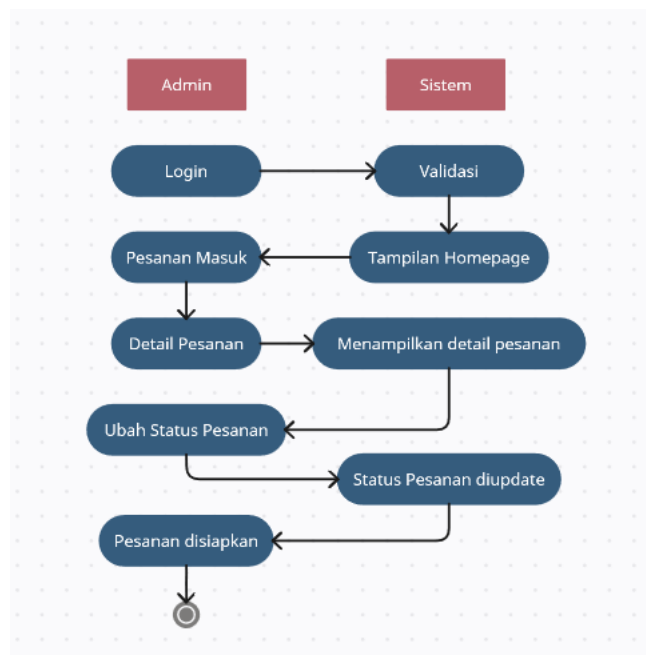 Admin
Sistem
Login
Validasi
Pesanan Masuk
Tampilan Homepage
Detail Pesanan
Menampilkan detail pesanan
Ubah Status Pesanan
Status Pesanan diupdate
Pesanan disiapkan